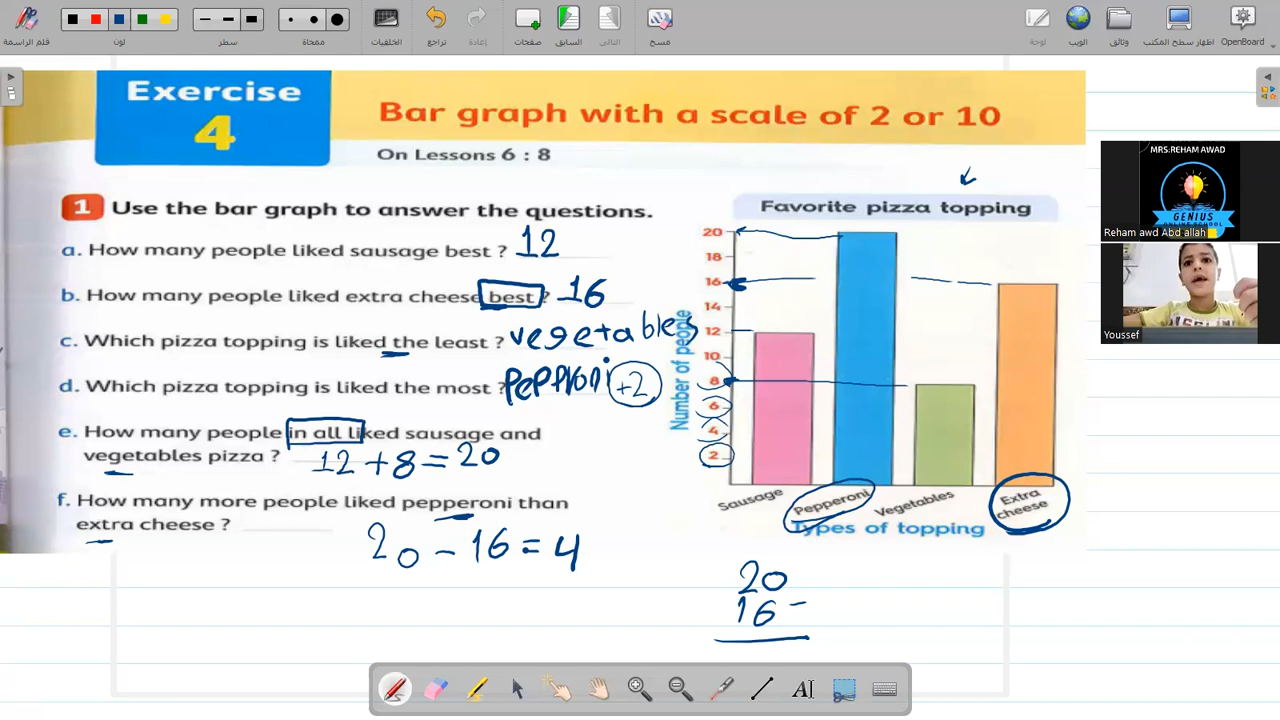 قلم الراسمة
لون
سطر
ممحاة
الخلفيات
تراجع
إعادة
صفحات
السابق
التالي
مسح
لوحة
الويب
وثائق
اظهار سطح المكتب
OpenBoard
Exercise
4
Bar graph with a scale of 2 or 10
On Lessons 6 : 8
1 Use the bar graph to answer the questions.
a. How many people liked sausage best ? 12
b. How many people liked extra cheese best ? 16
c. Which pizza topping is liked the least ? vegetables
d. Which pizza topping is liked the most ? pepproni +2
e. How many people in all liked sausage and
vegetables pizza ? 12 + 8 = 20
f. How many more people liked pepperoni than
extra cheese ?
20 - 16 = 4
Favorite pizza topping
Number of people
20
18
16
14
12
10
8
6
4
2
Sausage
Pepperoni
Vegetables
Extra
cheese
Types of topping
20
16 -
MRS.REHAM AWAD
GENIUS
Reham awd Abd allah
Youssef
AI